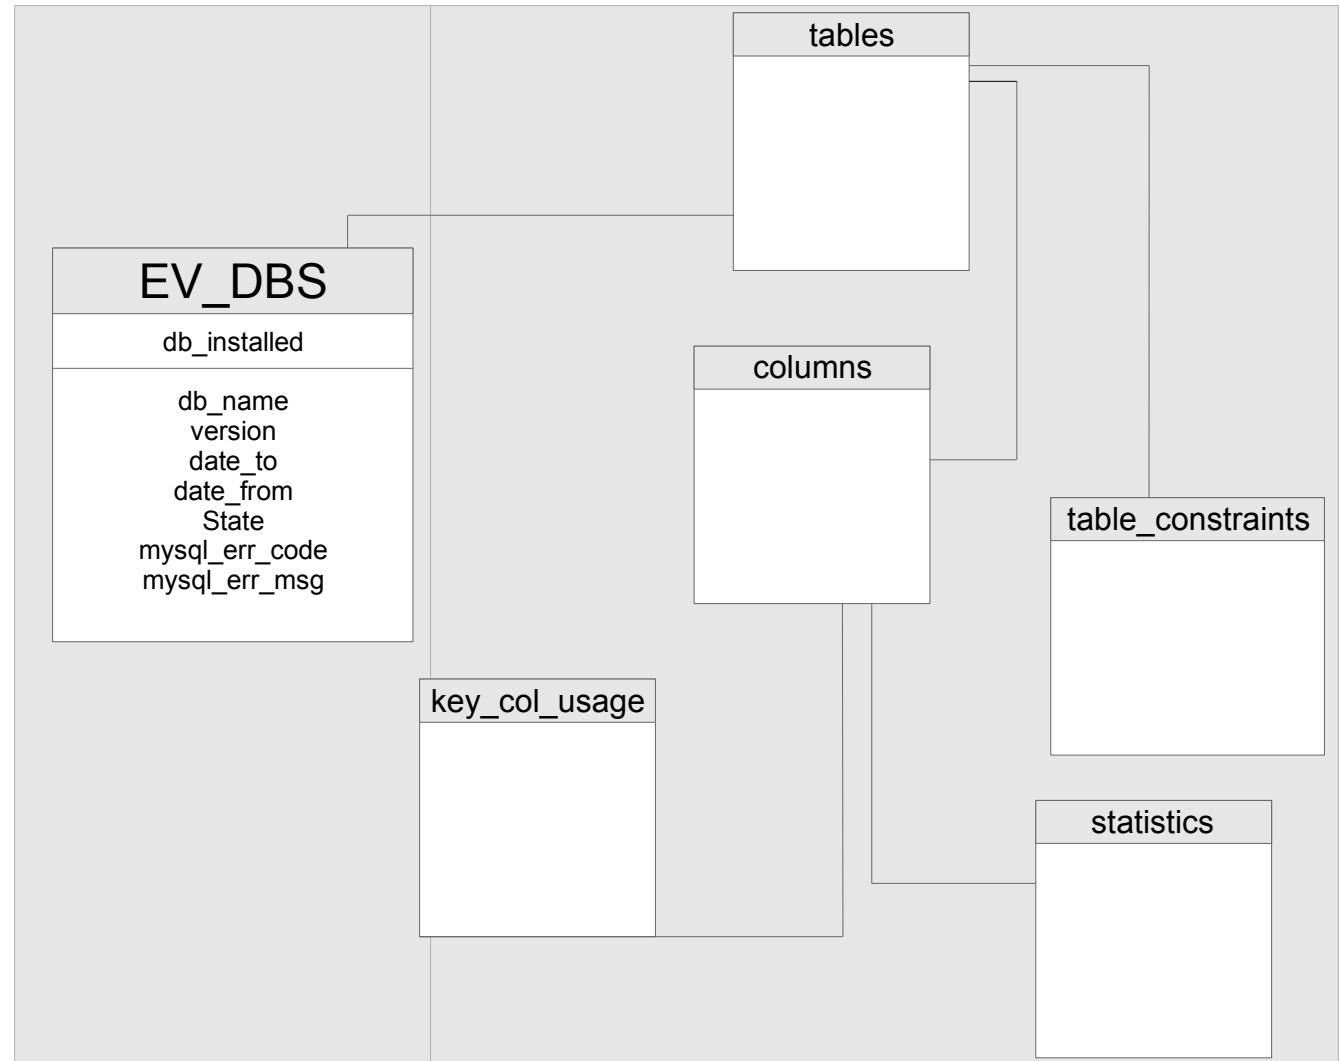 tables
EV_DBS
db_installed
db_name
version
date_to
date_from
State
mysql_err_code
mysql_err_msg
columns
table_constraints
key_col_usage
statistics